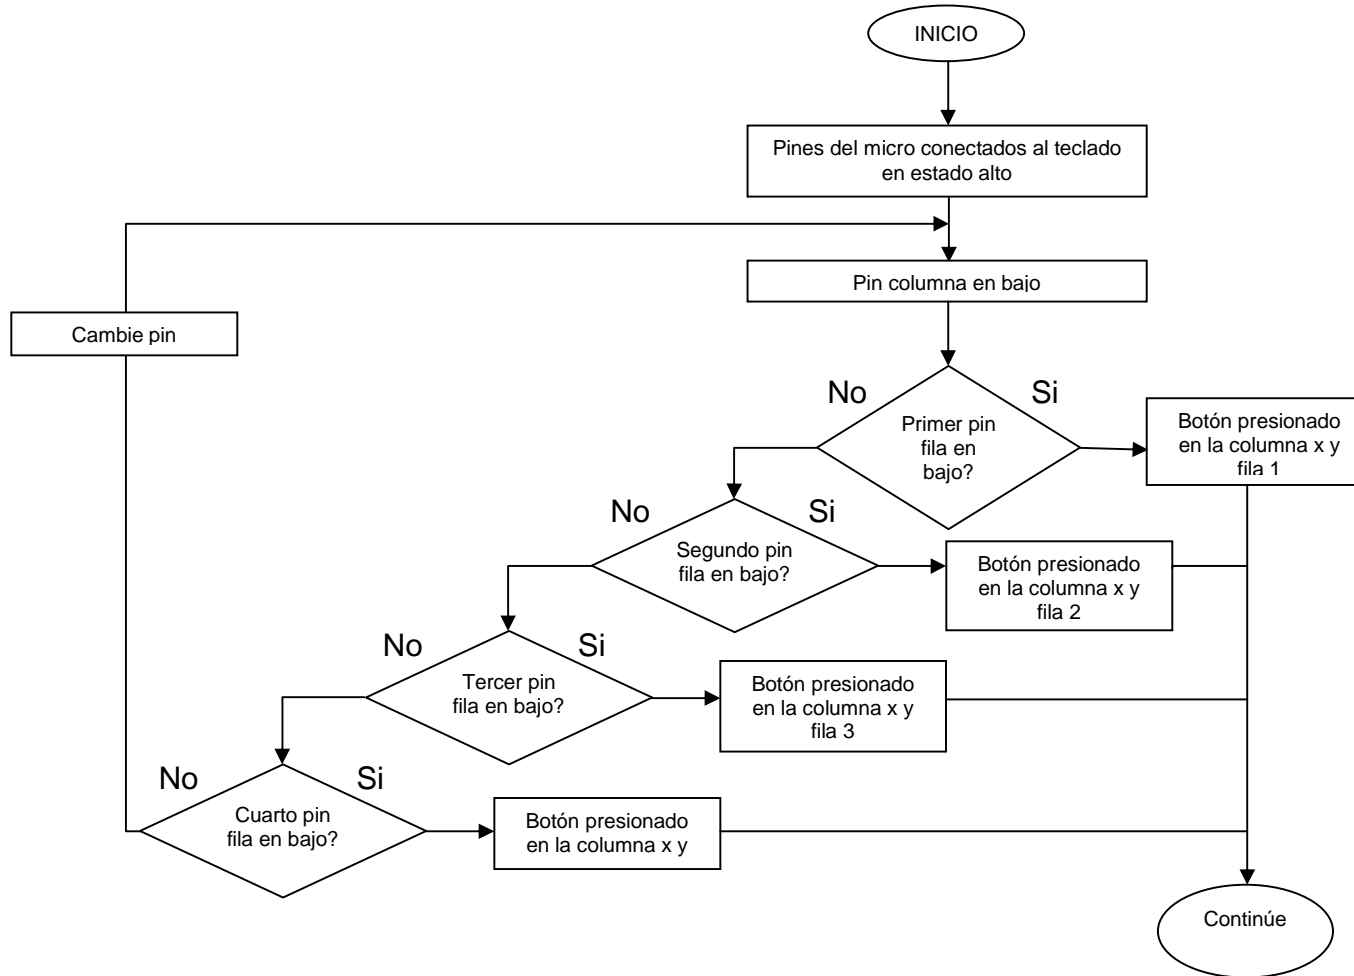 INICIO
Pines del micro conectados al teclado
en estado alto
Pin columna en bajo
Cambie pin
No
Si
Primer pin
fila en
bajo?
Botón presionado
en la columna x y
fila 1
No
Si
Segundo pin
fila en bajo?
Botón presionado
en la columna x y
fila 2
No
Si
Tercer pin
fila en bajo?
Botón presionado
en la columna x y
fila 3
No
Si
Cuarto pin
fila en bajo?
Botón presionado
en la columna x y
Continúe